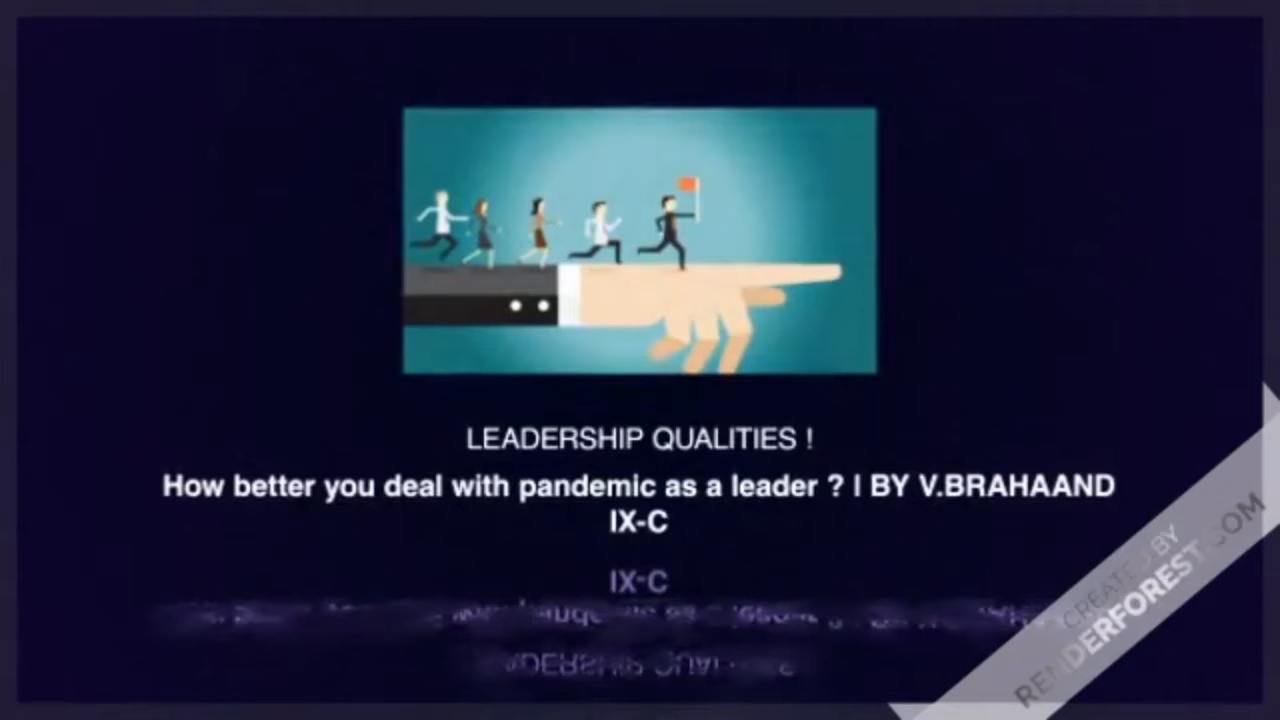 LEADERSHIP QUALITIES !
How better you deal with pandemic as a leader ? I BY V.BRAHAAND
IX-C
IX-C
CREATED BY
RENDERFOREST.COM